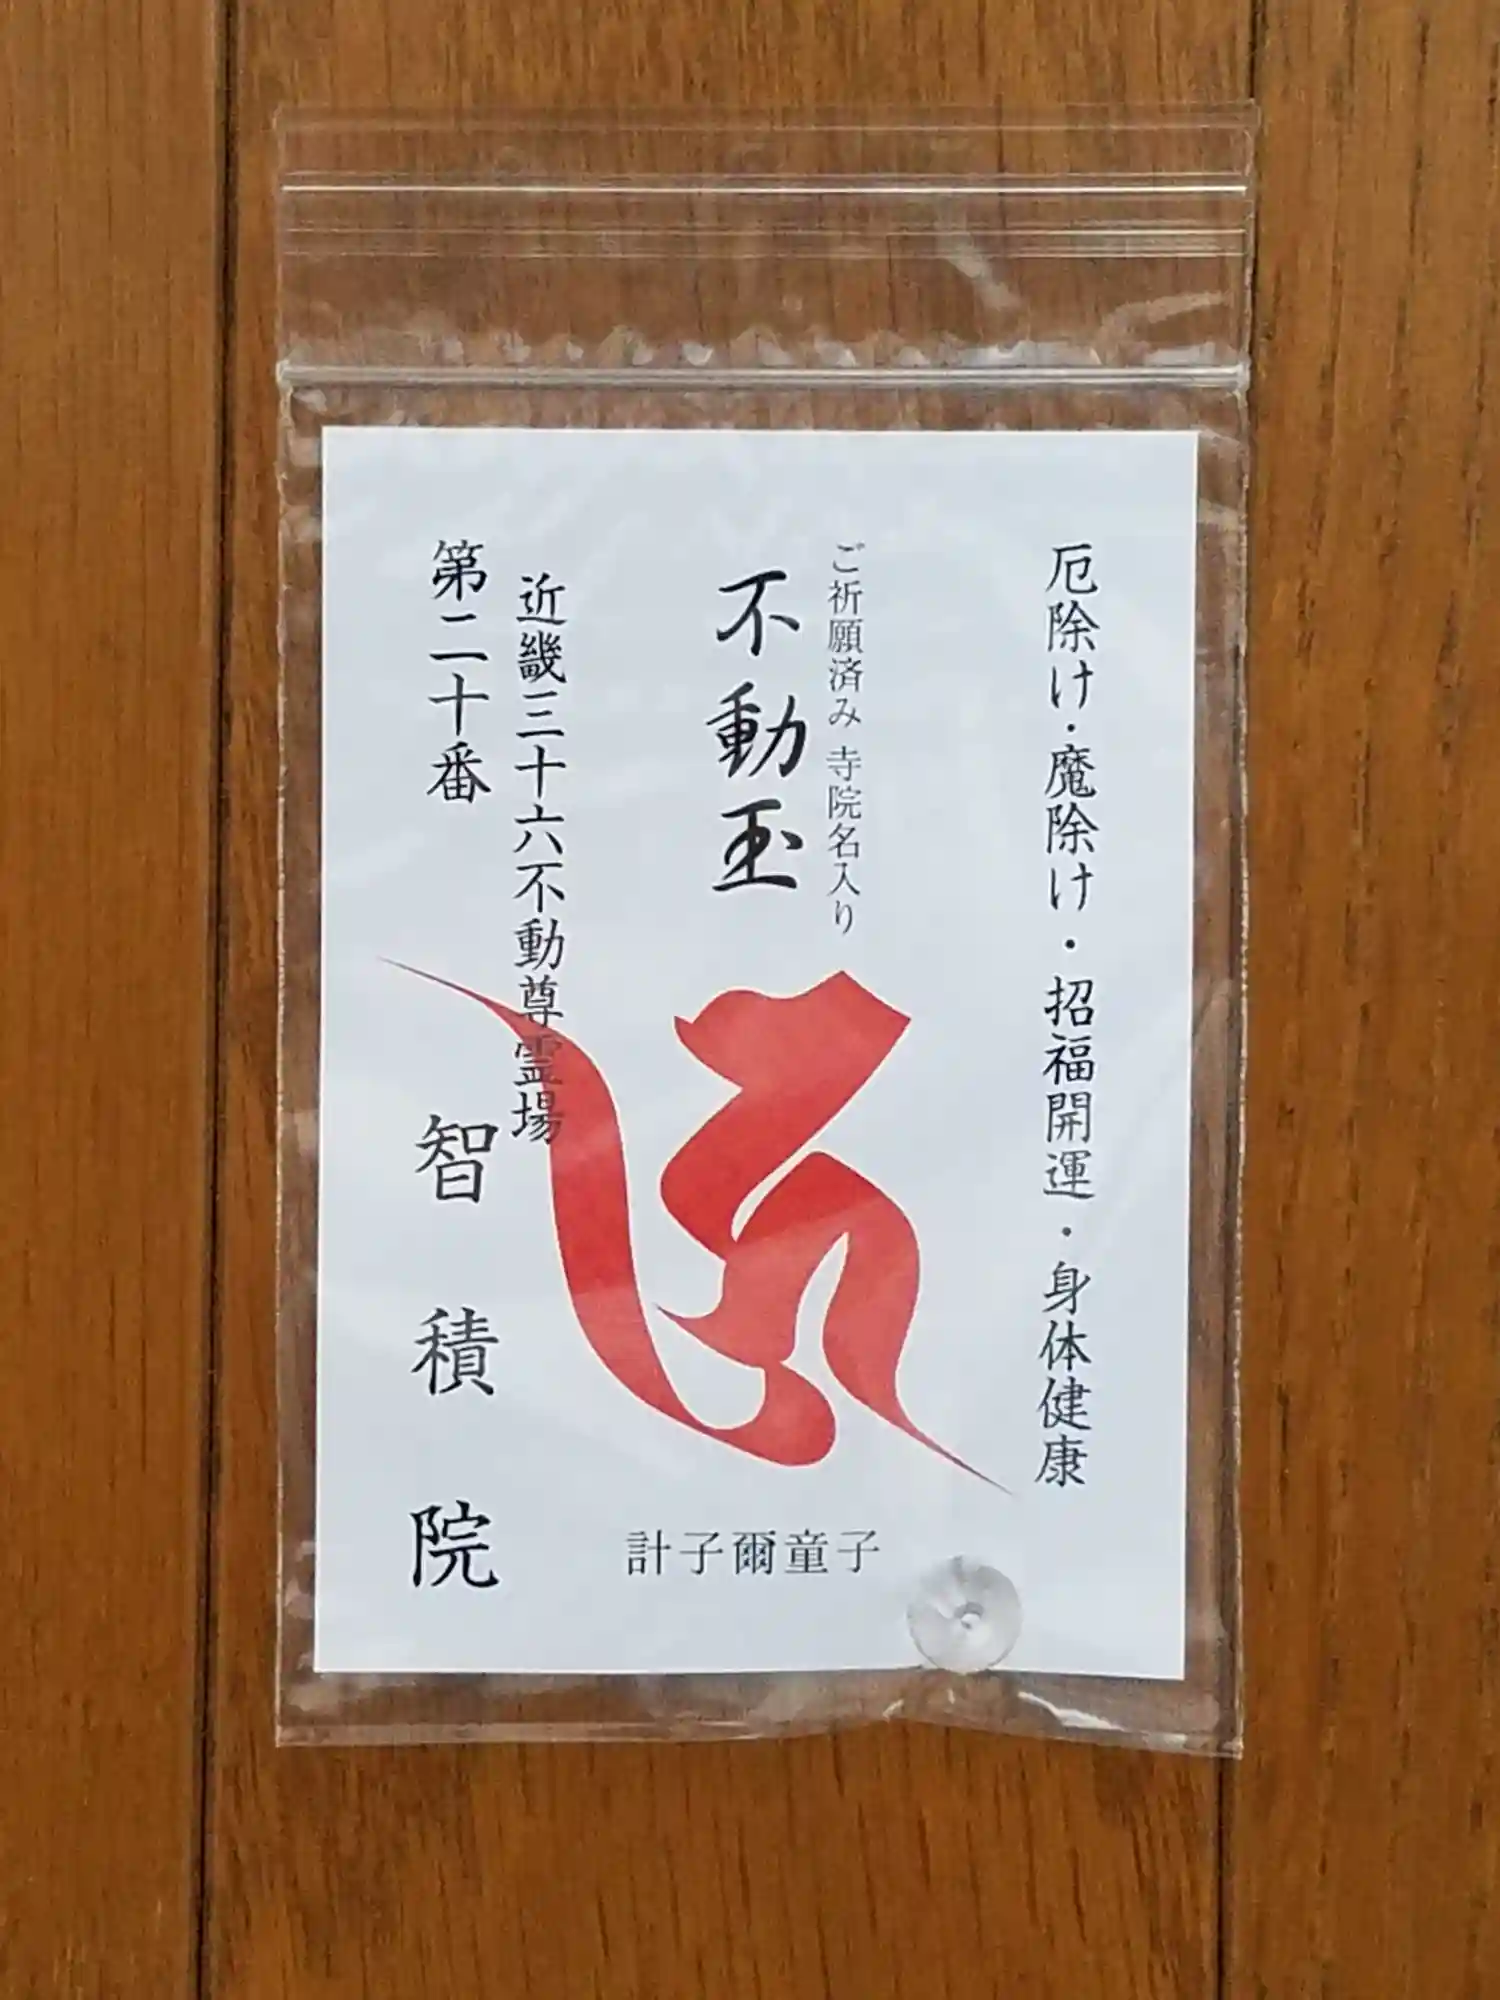 厄除け・魔除け・招福開運・身体健康
ご祈願済み 寺院名入り
不動玉
近畿三十六不動尊霊場
第二十番
智積院
計子爾童子